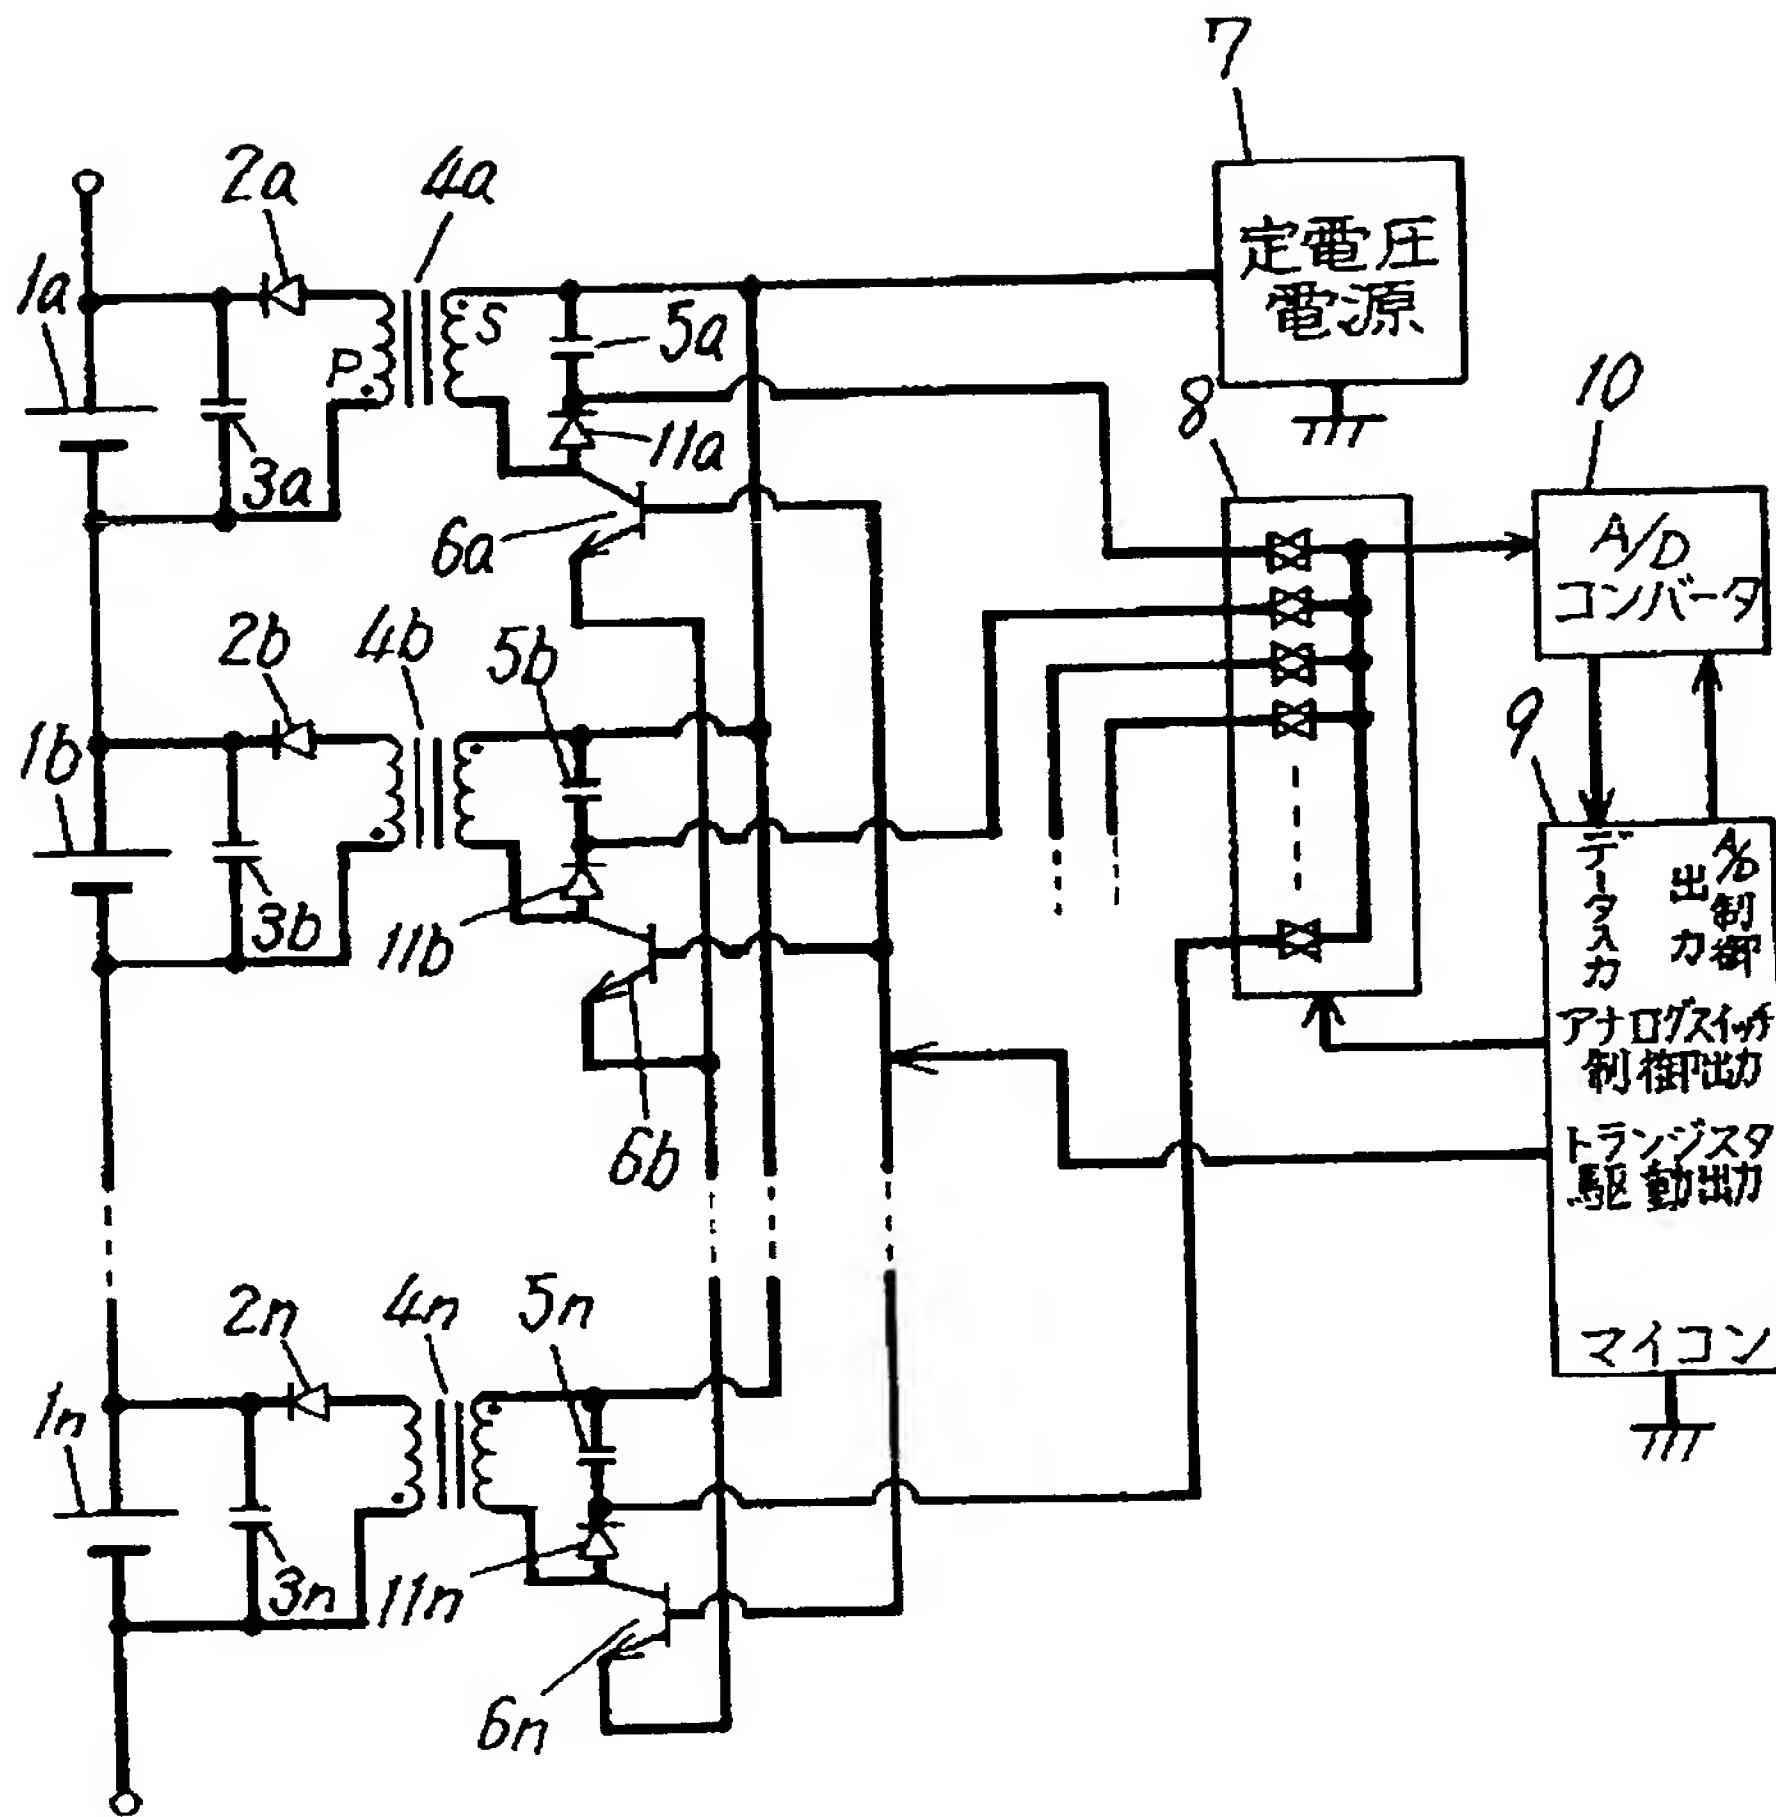 7
定電圧
電源
2a
4a
1a
S
P
5a
8
10
11a
3a
6a
A/D
コンバータ
2b
4b
5b
9
1b
データ入力
A/D制御
出力
3b
11b
アナログスイッチ
制御出力
トランジスタ
駆動出力
6b
2n
4n
5n
マイコン
1n
3n
11n
6n